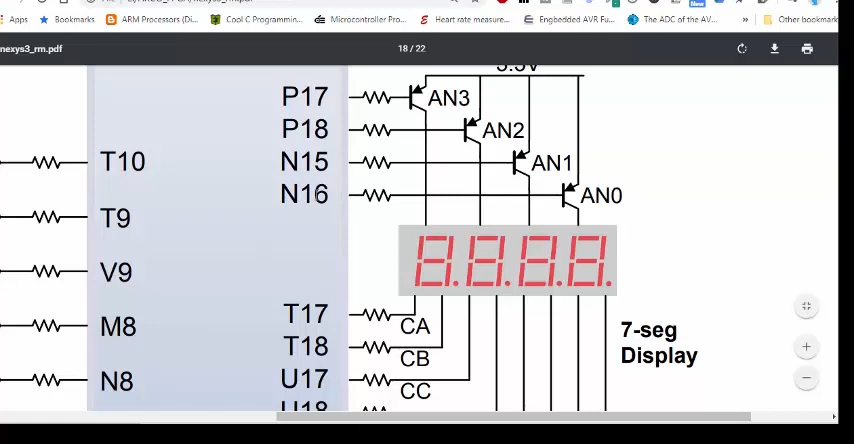 Apps
Bookmarks
ARM Processors (Di...
Cool C Programmin...
Microcontroller Pro...
Heart rate measure...
Engbedded AVR Fu...
The ADC of the AV...
»
Other bookmark
nexys3_rm.pdf
18 / 22
3.3V
P17
AN3
P18
AN2
T10
N15
AN1
N16
AN0
T9
V9
T17
CA
M8
T18
CB
7-seg
Display
N8
U17
CC
U18